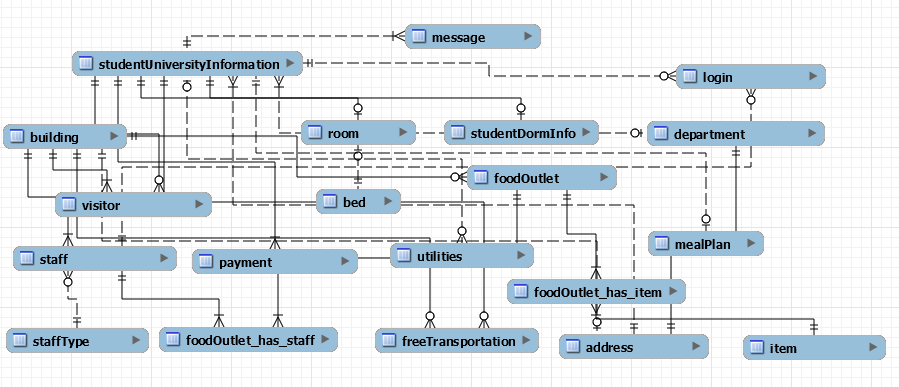 message
studentUniversityInformation
login
building
room
studentDormInfo
department
foodOutlet
visitor
bed
mealPlan
staff
payment
utilities
foodOutlet_has_item
staffType
foodOutlet_has_staff
freeTransportation
address
item